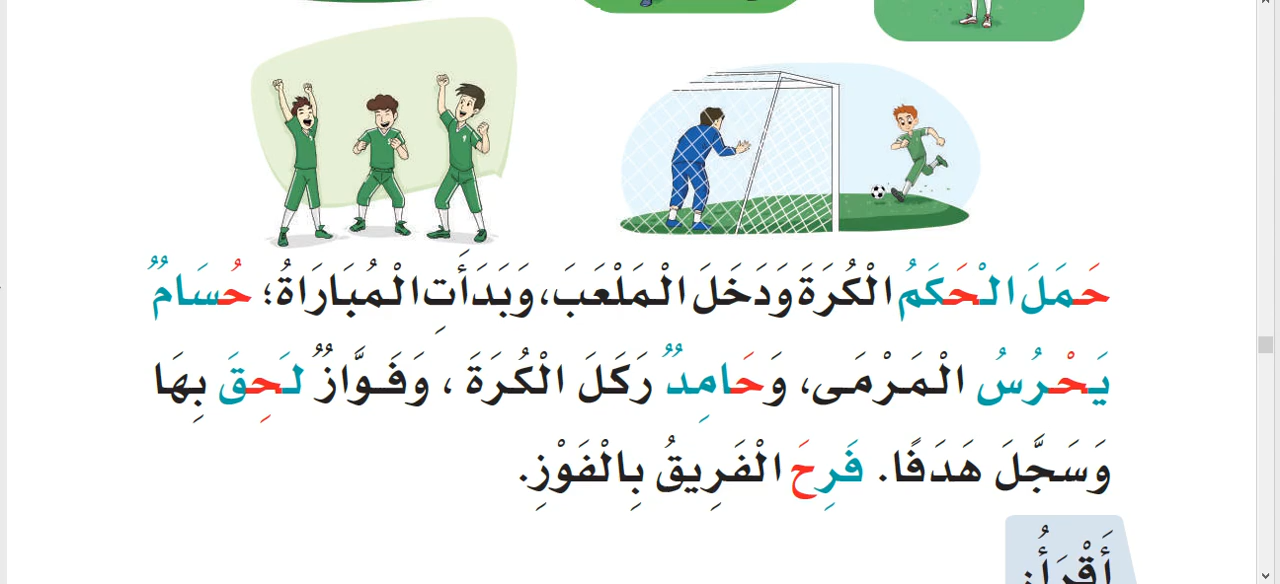 حَمَلَ الْحَكَمُ الْكُرَةَ وَدَخَلَ الْمَلْعَبَ، وَبَدَأَتِ الْمُبَارَاةُ؛ حُسَامٌ
يَحْرُسُ الْمَرْمَى، وَحَامِدٌ رَكَلَ الْكُرَةَ ، وَفَوَّازٌ لَحِقَ بِهَا
وَسَجَّلَ هَدَفًا. فَرِحَ الْفَرِيقُ بِالْفَوْزِ.
أَقْرَأُ: